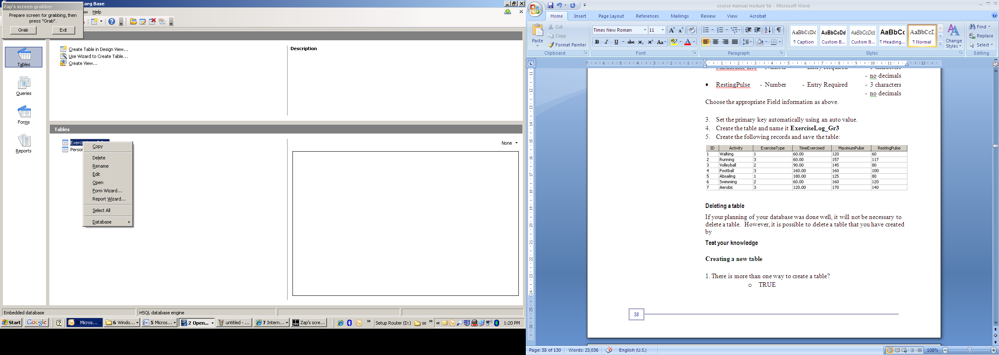 Zap's screen grabber
.org Base
Prepare screen for grabbing, then
press "Grab".
Grab Exit
Help
Tables
Queries
Forms
Reports
Create Table in Design View...
Use Wizard to Create Table...
Create View...
Description
Tables
None
Copy
Delete
Rename
Edit
Open
Form Wizard...
Report Wizard...
Select All
Database
Embedded database
HSQL database engine
Start Google 3 Micros... 6 Windo... 5 Micros... 2 Open... untitled - ... 7 Intern... Zap's scre... » Setup Router (D:) se » « 1:20 PM
course manual module 5b - Microsoft Word
Home Insert Page Layout References Mailings Review View Acrobat
Paste
Cut
Copy
Format Painter
Clipboard
Times New Roman 11
Font
Paragraph
AaBbCcDd AaBbCcDd AaBbCcDdI AaBbCc AaBbCcI
¶ Caption Custom B... Custom It... ¶ Heading... ¶ Normal
Change
Styles
Styles
Find
Replace
Select
Editing
- no decimals
• RestingPulse - Number - Entry Required - 3 characters
- no decimals
Choose the appropriate Field information as above.
3. Set the primary key automatically using an auto value.
4. Create the table and name it ExerciseLog_Gr3
5. Create the following records and save the table:
ID Activity ExerciseType TimeExercised MaximumPulse RestingPulse
1 Walking 1 60.00 120 60
2 Running 3 60.00 157 117
3 Volleyball 2 90.00 145 80
4 Football 3 160.00 160 100
5 Absailing 1 180.00 125 80
6 Swimming 2 60.00 160 120
7 Aerobic 3 120.00 170 140
Deleting a table
If your planning of your database was done well, it will not be necessary to
delete a table. However, it is possible to delete a table that you have created
by
Test your knowledge
Creating a new table
1. There is more than one way to create a table?
o TRUE
38
Page: 38 of 130 Words: 23,036 English (U.S.) 108%